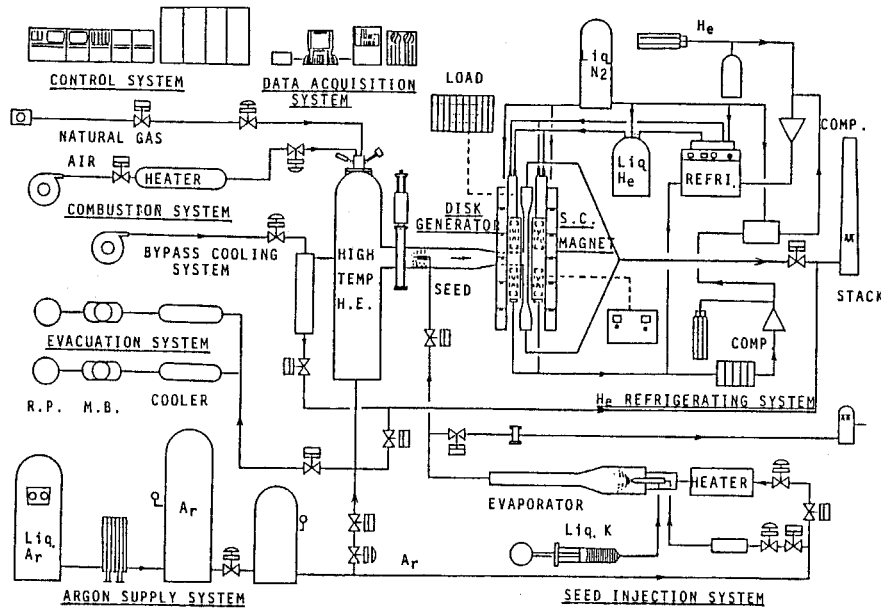 He
Liq
N2
CONTROL SYSTEM
DATA ACQUISITION
SYSTEM
LOAD
NATURAL GAS
COMP.
AIR
HEATER
Liq
He
REFRI.
COMBUSTION SYSTEM
DISK
GENERATOR
S.C.
MAGNET
BYPASS COOLING
SYSTEM
HIGH
TEMP
H.E.
SEED
STACK
EVACUATION SYSTEM
COMP.
R.P.
M.B.
COOLER
He REFRIGERATING SYSTEM
Ar
EVAPORATOR
HEATER
Liq.
Ar
Liq. K
Ar
ARGON SUPPLY SYSTEM
SEED INJECTION SYSTEM